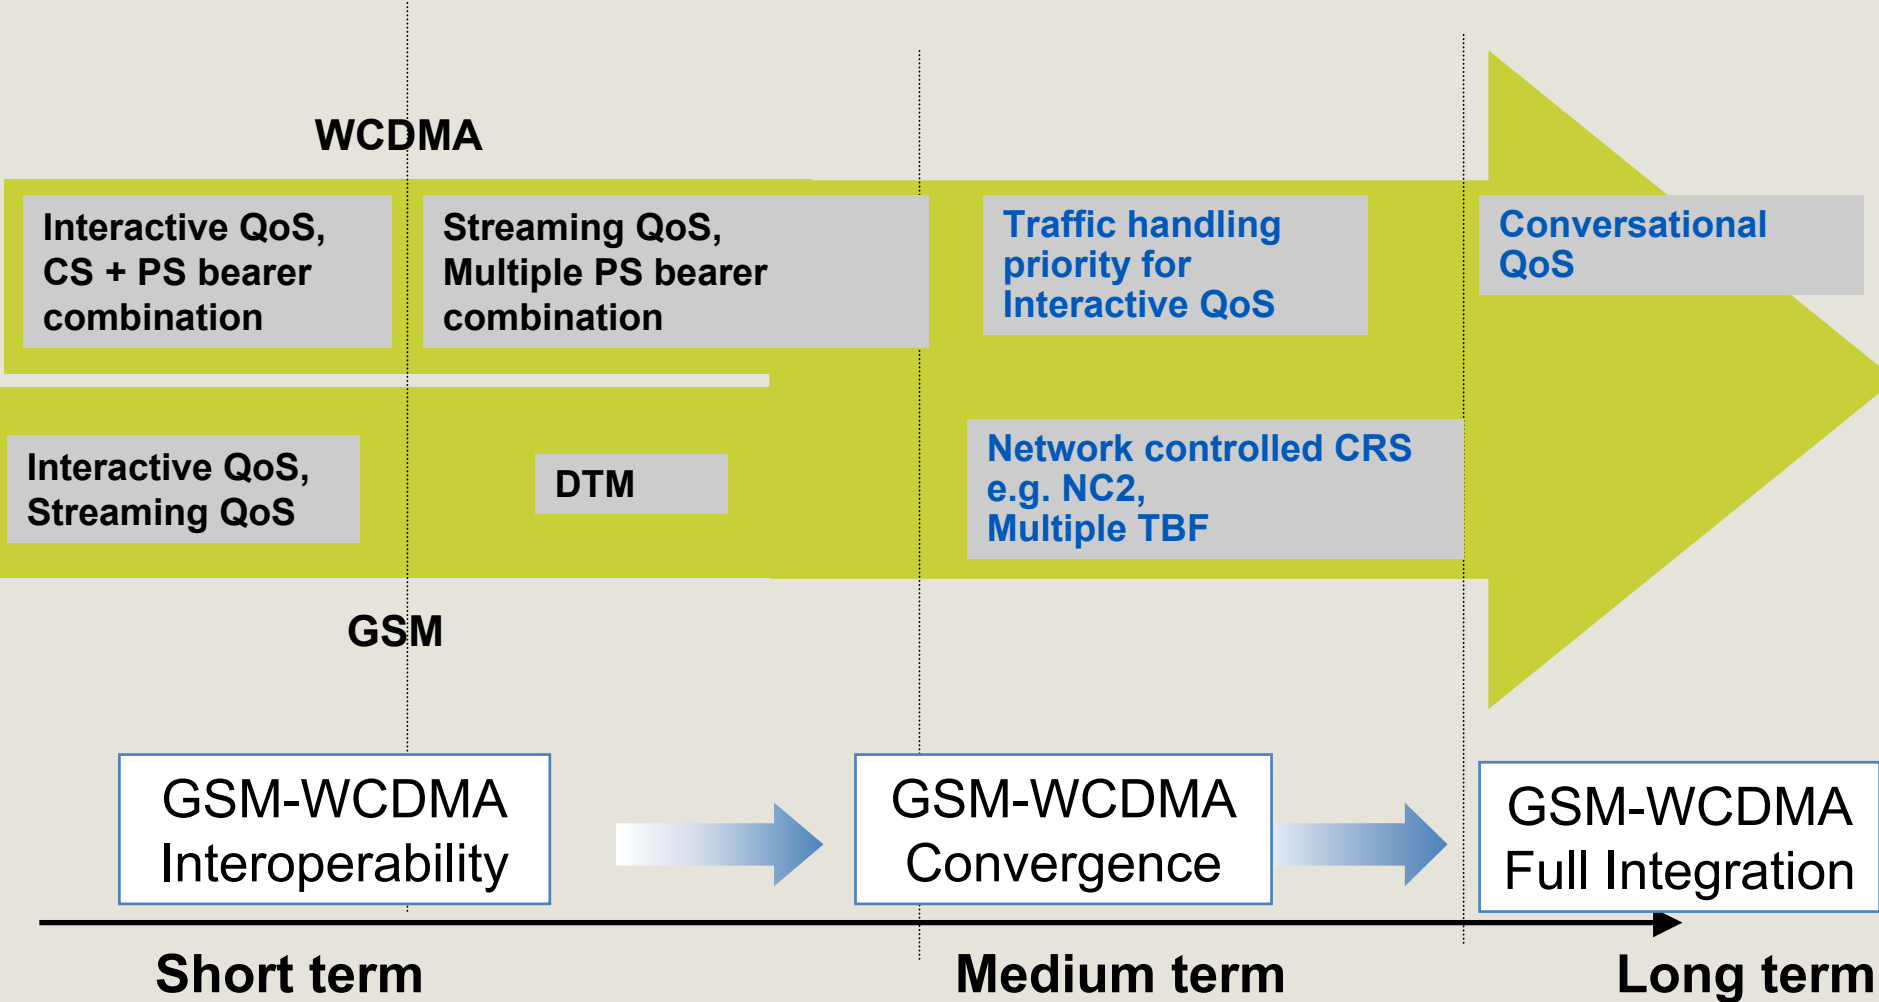 WCDMA
Interactive QoS,
CS + PS bearer
combination
Streaming QoS,
Multiple PS bearer
combination
Traffic handling
priority for
Interactive QoS
Conversational
QoS
Interactive QoS,
Streaming QoS
DTM
Network controlled CRS
e.g. NC2,
Multiple TBF
GSM
GSM-WCDMA
Interoperability
GSM-WCDMA
Convergence
GSM-WCDMA
Full Integration
Short term
Medium term
Long term